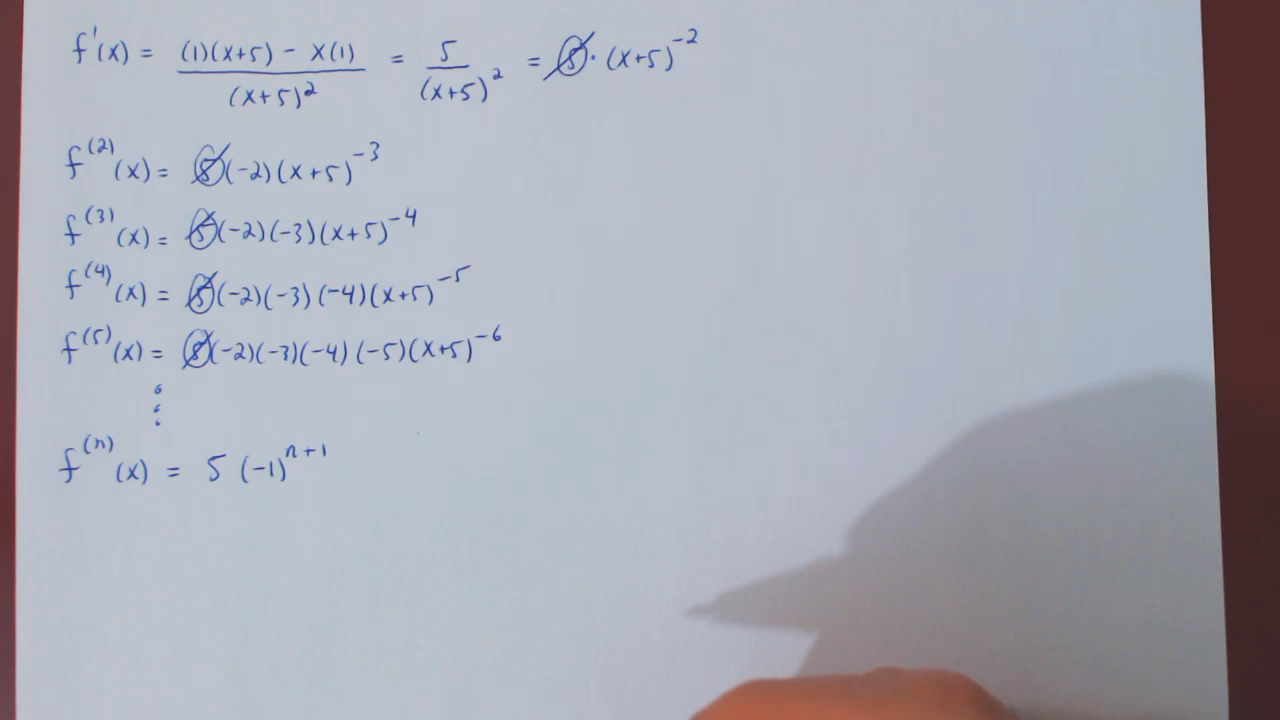 f'(x) = ((1)(x+5) - x(1))/((x+5)^2) = 5/((x+5)^2) = 5 · (x+5)^-2
f^(2)(x) = 5(-2)(x+5)^-3
f^(3)(x) = 5(-2)(-3)(x+5)^-4
f^(4)(x) = 5(-2)(-3)(-4)(x+5)^-5
f^(5)(x) = 5(-2)(-3)(-4)(-5)(x+5)^-6
⋮
f^(n)(x) = 5 (-1)^(n+1)